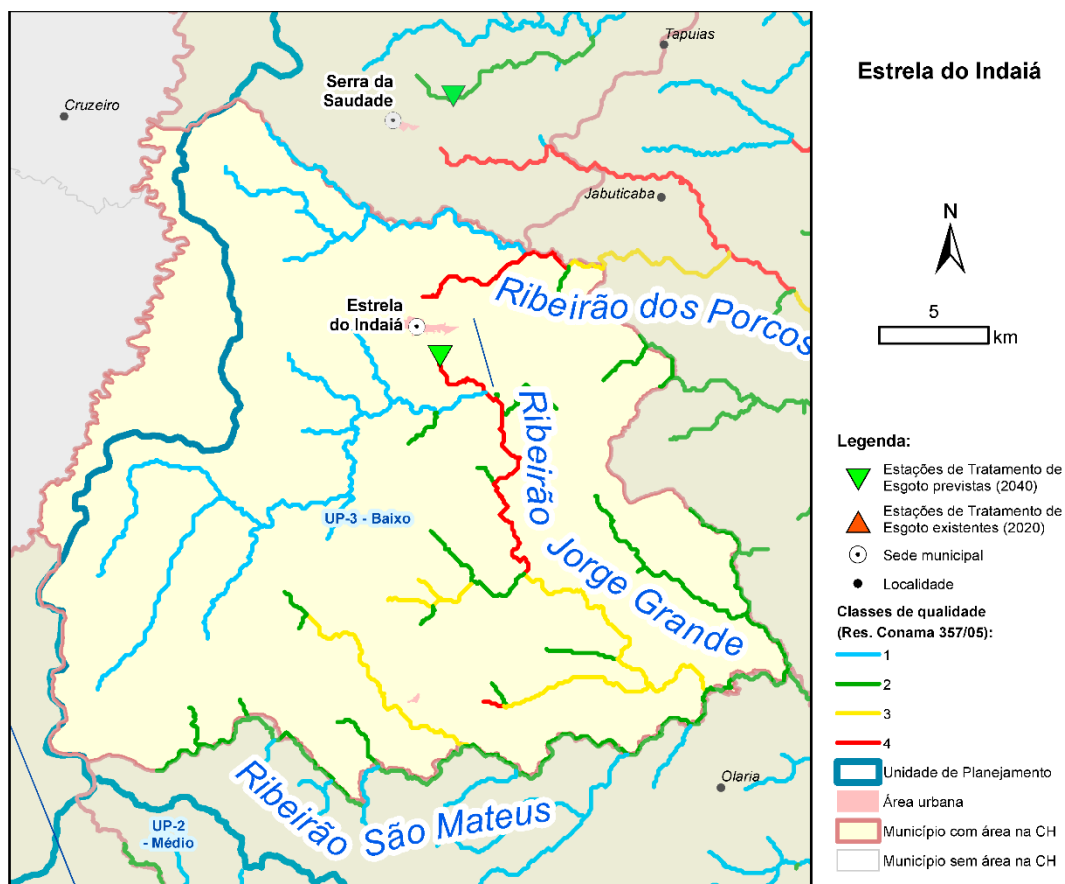 Estrela do Indaiá
Tapuias
Serra da
Saudade
Cruzeiro
Jabuticaba
N
Ribeirão dos Porcos
Estrela
do Indaiá
5
km
Ribeirão
Jorge Grande
UP-3 - Baixo
Olaria
Ribeirão São Mateus
UP-2
- Médio
Legenda:
Estações de Tratamento de
Esgoto previstas (2040)
Estações de Tratamento de
Esgoto existentes (2020)
Sede municipal
Localidade
Classes de qualidade
(Res. Conama 357/05):
1
2
3
4
Unidade de Planejamento
Área urbana
Município com área na CH
Município sem área na CH